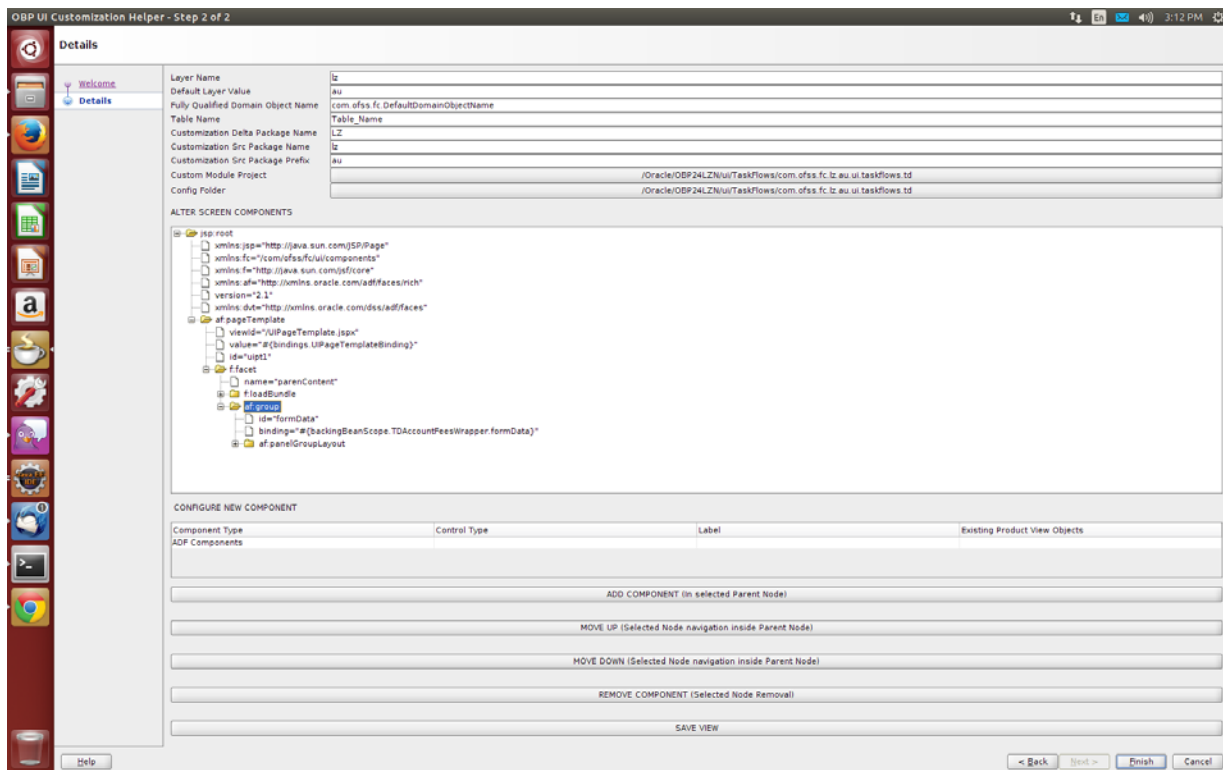 OBP UI Customization Helper - Step 2 of 2
En
3:12 PM
Details
Welcome
Details
Layer Name
lz
Default Layer Value
au
Fully Qualified Domain Object Name
com.ofss.fc.DefaultDomainObjectName
Table Name
Table_Name
Customization Delta Package Name
LZ
Customization Src Package Name
lz
Customization Src Package Prefix
au
Custom Module Project
/Oracle/OBP24LZN/ui/TaskFlows/com.ofss.fc.lz.au.ui.taskflows.td
Config Folder
/Oracle/OBP24LZN/ui/TaskFlows/com.ofss.fc.lz.au.ui.taskflows.td
ALTER SCREEN COMPONENTS
jsp:root
xmlns:jsp="http://java.sun.com/JSP/Page"
xmlns:fc="/com/ofss/fc/ui/components"
xmlns:f="http://java.sun.com/jsf/core"
xmlns:af="http://xmlns.oracle.com/adf/faces/rich"
version="2.1"
xmlns:dvt="http://xmlns.oracle.com/dss/adf/faces"
af:pageTemplate
viewId="/UIPageTemplate.jspx"
value="#{bindings.UIPageTemplateBinding}"
id="uipt1"
f:facet
name="parenContent"
f:loadBundle
af:group
id="formData"
binding="#{backingBeanScope.TDAccountFeesWrapper.formData}"
af:panelGroupLayout
CONFIGURE NEW COMPONENT
Component Type
Control Type
Label
Existing Product View Objects
ADF Components
ADD COMPONENT (In selected Parent Node)
MOVE UP (Selected Node navigation inside Parent Node)
MOVE DOWN (Selected Node navigation inside Parent Node)
REMOVE COMPONENT (Selected Node Removal)
SAVE VIEW
Help
< Back
Next >
Finish
Cancel